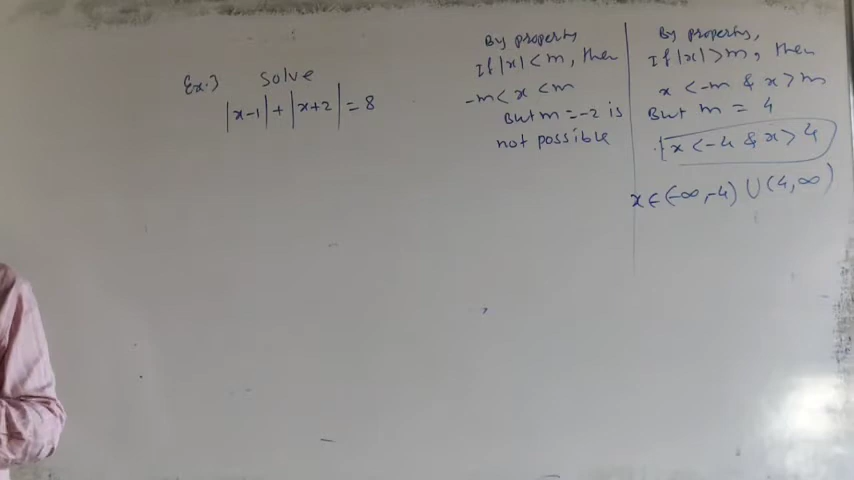 Ex.3 Solve
|x-1| + |x+2| = 8
By property
If |x| < m, then
-m < x < m
But m = -2 is
not possible
By property,
If |x| > m, then
x < -m & x > m
But m = 4
x < -4 & x > 4
x ∈ (-∞, -4) ∪ (4, ∞)